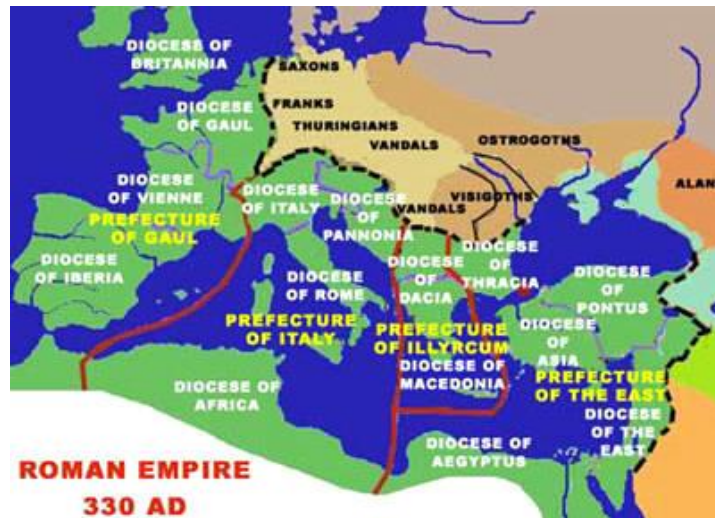 DIOCESE OF
BRITANNIA
SAXONS
FRANKS
THURINGIANS
VANDALS
OSTROGOTHS
DIOCESE
OF GAUL
ALAN
DIOCESE
OF VIENNE
PREFECTURE
OF GAUL
DIOCESE
OF ITALY
DIOCESE
OF
PANNONIA
VANDALS
VISIGOTHS
DIOCESE
OF IBERIA
DIOCESE
OF ROME
DIOCESE
OF
DACIA
DIOCESE
OF
THRACIA
DIOCESE
OF
PONTUS
PREFECTURE
OF ITALY
PREFECTURE
OF ILLYRCUM
DIOCESE
OF
ASIA
DIOCESE OF
MACEDONIA
PREFECTURE
OF THE EAST
DIOCESE OF
AFRICA
DIOCESE
OF THE
EAST
DIOCESE OF
AEGYPTUS
ROMAN EMPIRE
330 AD